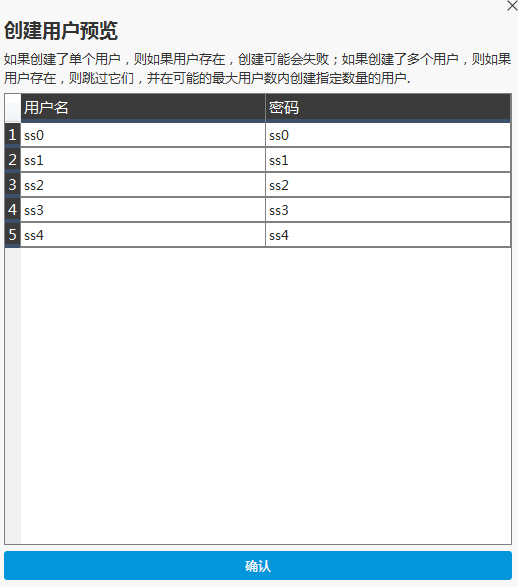 创建用户预览
如果创建了单个用户，则如果用户存在，创建可能会失败；如果创建了多个用户，则如果
用户存在，则跳过它们，并在可能的最大用户数内创建指定数量的用户.
用户名 密码
1 ss0 ss0
2 ss1 ss1
3 ss2 ss2
4 ss3 ss3
5 ss4 ss4
确认